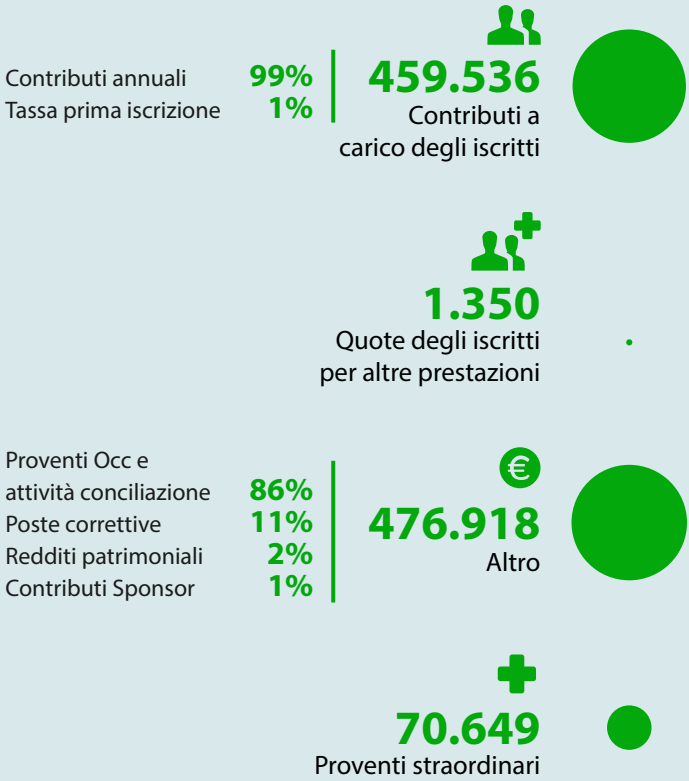 Contributi annuali 99%
Tassa prima iscrizione 1%
459.536
Contributi a
carico degli iscritti
1.350
Quote degli iscritti
per altre prestazioni
Proventi Occ e
attività conciliazione 86%
Poste correttive 11%
Redditi patrimoniali 2%
Contributi Sponsor 1%
€
476.918
Altro
70.649
Proventi straordinari